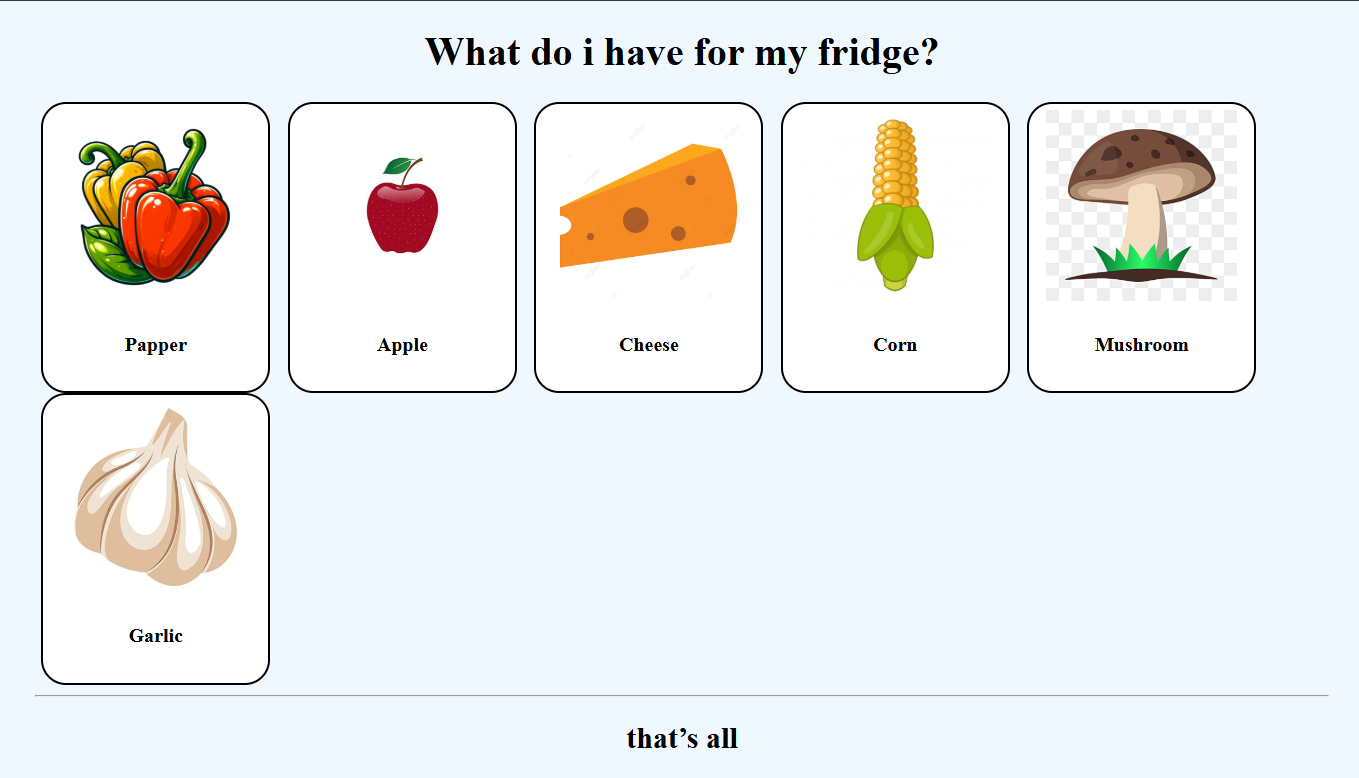 What do i have for my fridge?
Papper
Apple
Cheese
Corn
Mushroom
Garlic
that’s all